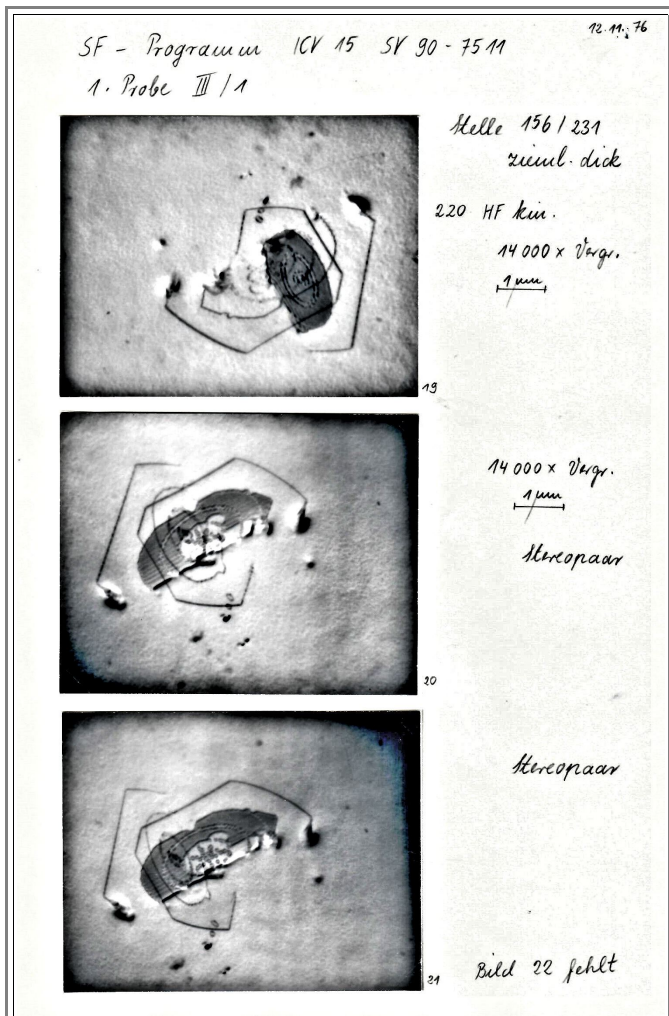 12.11.76
SF - Programm ICV 15 SV 90-7511
1. Probe III/1
Stelle 156/231
zieml. dick
220 HF kin.
14 000 x Vergr.
1 µm
19
14 000 x Vergr.
1 µm
Stereopaar
20
Stereopaar
21
Bild 22 fehlt